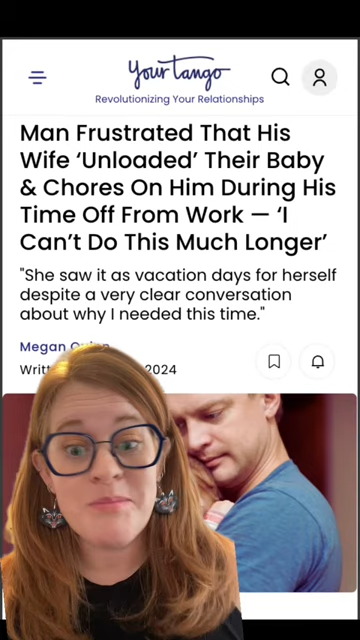 YourTango
Revolutionizing Your Relationships
Man Frustrated That His
Wife ‘Unloaded’ Their Baby
& Chores On Him During His
Time Off From Work — ‘I
Can’t Do This Much Longer’
"She saw it as vacation days for herself
despite a very clear conversation
about why I needed this time."
Megan
2024